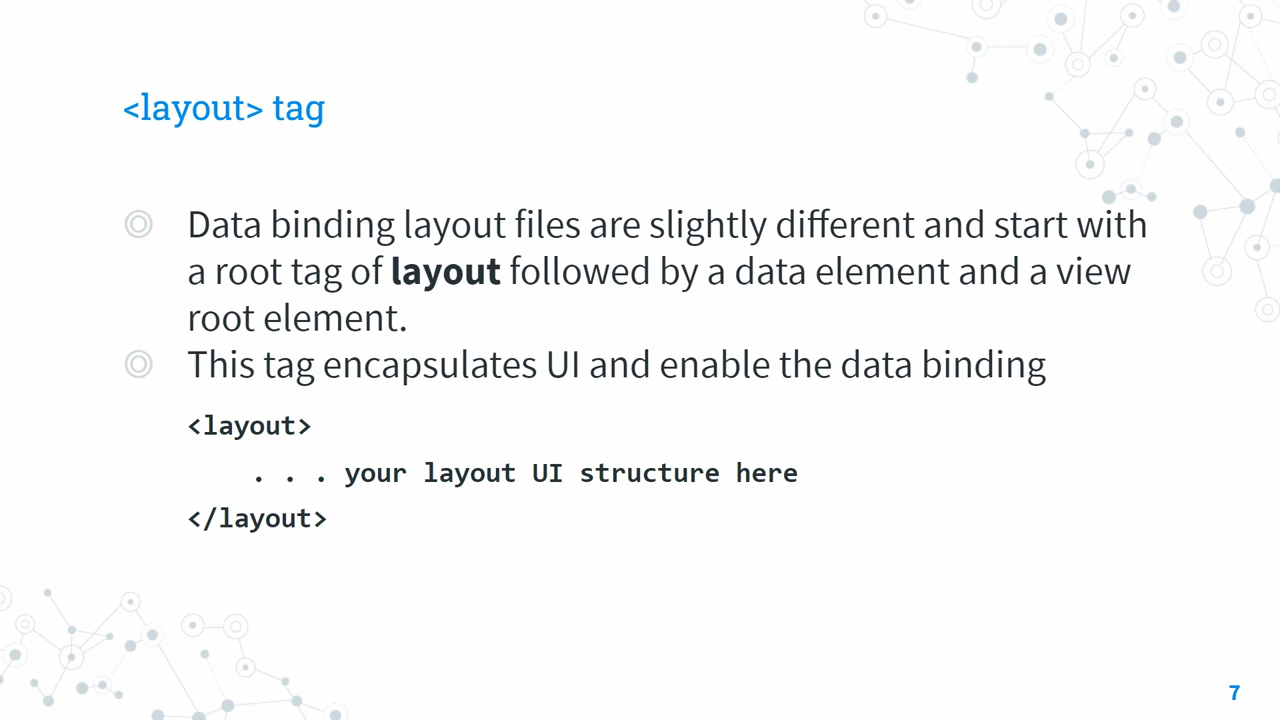 <layout> tag
Data binding layout files are slightly different and start with
a root tag of layout followed by a data element and a view
root element.
This tag encapsulates UI and enable the data binding
<layout>
. . . your layout UI structure here
</layout>
7